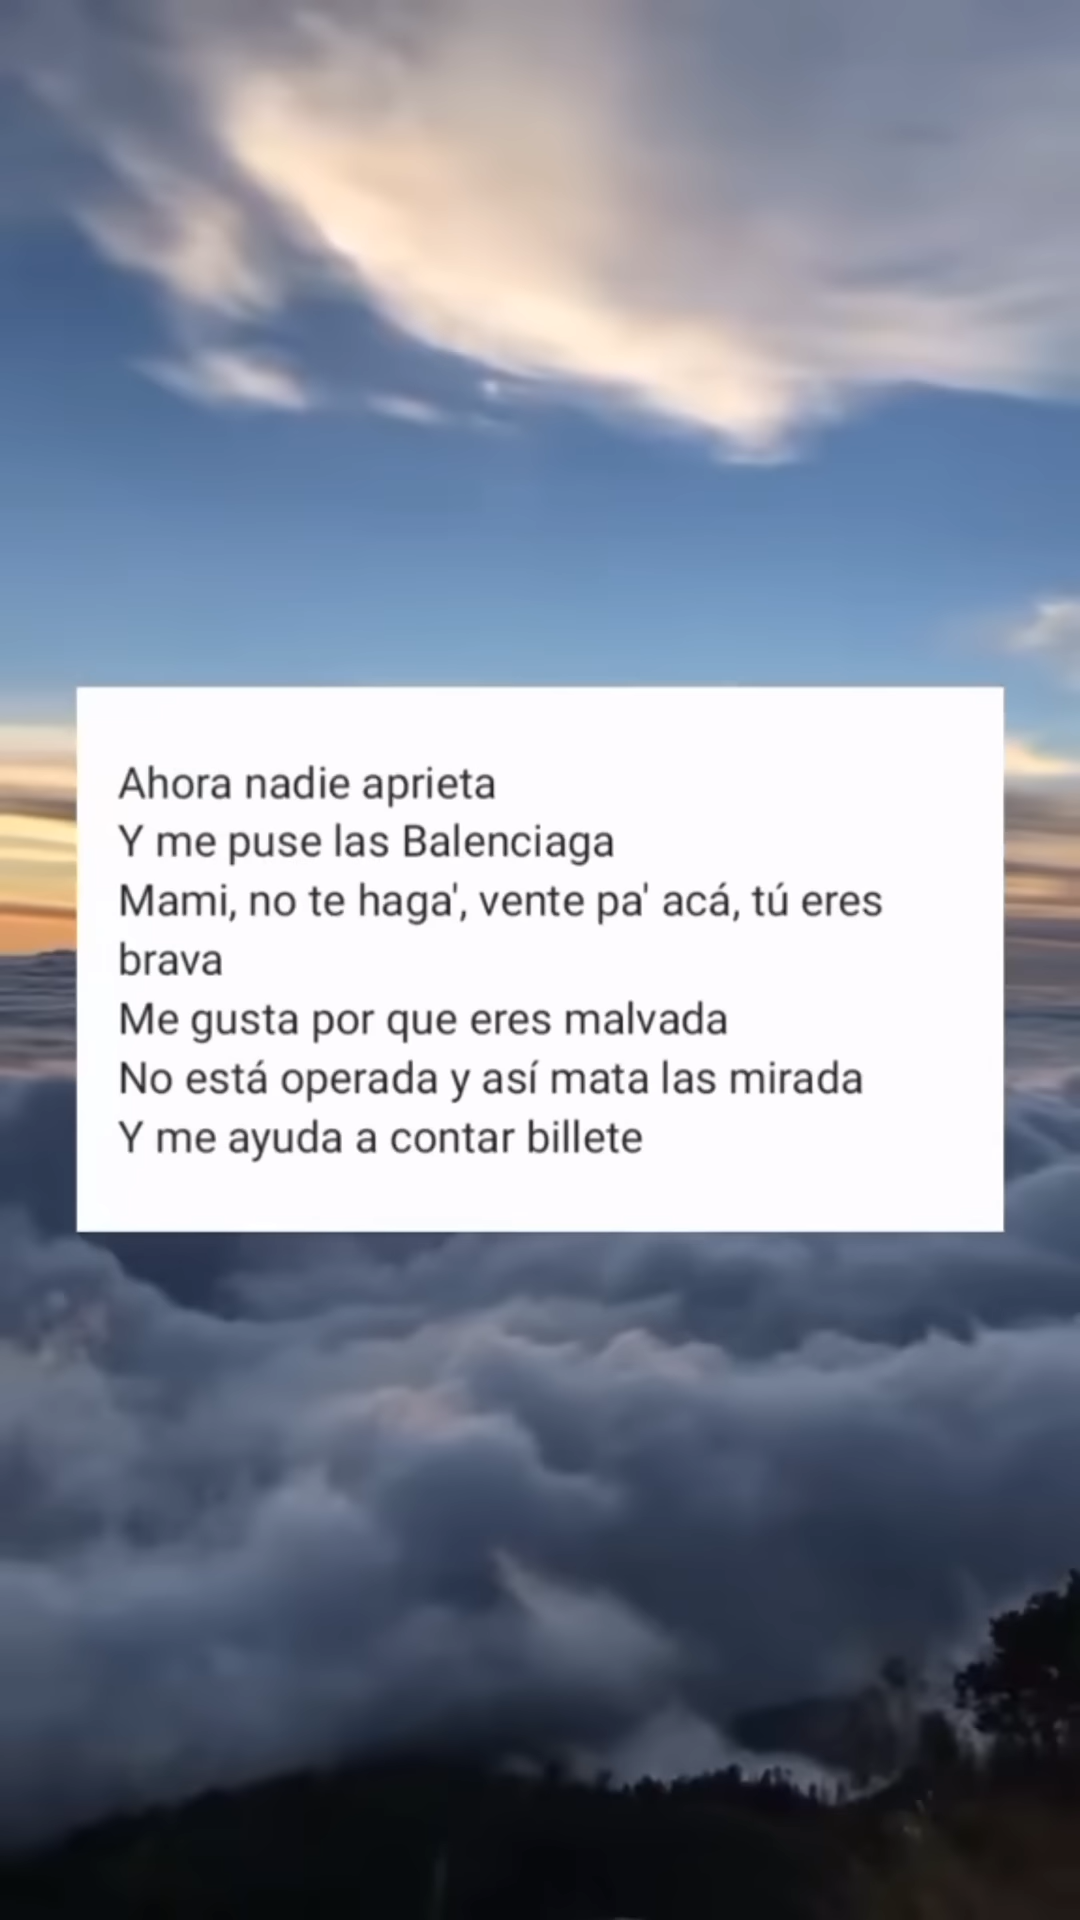 Ahora nadie aprieta
Y me puse las Balenciaga
Mami, no te haga', vente pa' acá, tú eres
brava
Me gusta por que eres malvada
No está operada y así mata las mirada
Y me ayuda a contar billete